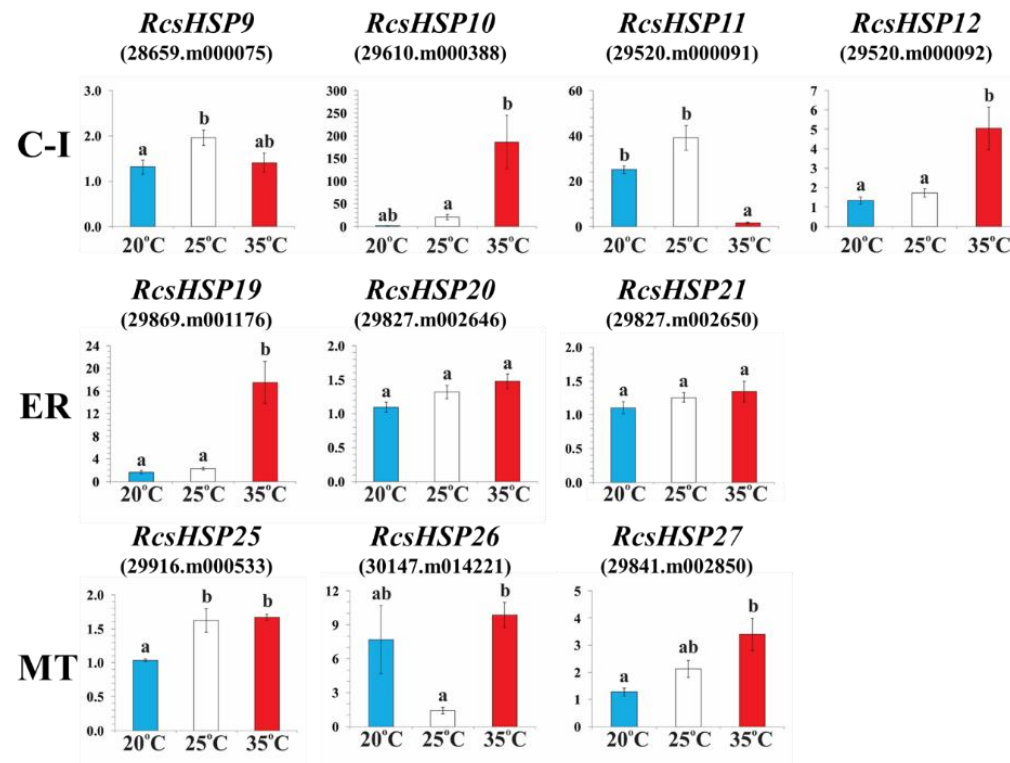 RcsHSP9 RcsHSP10 RcsHSP11 RcsHSP12
(28659.m000075) (29610.m000388) (29520.m000091) (29520.m000092)
C-I
3.0 2.0 1.0 0.0
a b ab
20°C 25°C 35°C
300 250 200 150 100 50 0
ab a b
20°C 25°C 35°C
60 40 20 0
b b a
20°C 25°C 35°C
7 6 5 4 3 2 1 0
a a b
20°C 25°C 35°C
RcsHSP19 RcsHSP20 RcsHSP21
(29869.m001176) (29827.m002646) (29827.m002650)
ER
24 20 16 12 8 4 0
a a b
20°C 25°C 35°C
2.0 1.5 1.0 0.5 0.0
a a a
20°C 25°C 35°C
2.0 1.5 1.0 0.5 0.0
a a a
20°C 25°C 35°C
RcsHSP25 RcsHSP26 RcsHSP27
(29916.m000533) (30147.m014221) (29841.m002850)
MT
2.0 1.5 1.0 0.5 0.0
a b b
20°C 25°C 35°C
12 9 6 3 0
ab a b
20°C 25°C 35°C
5 4 3 2 1 0
a ab b
20°C 25°C 35°C